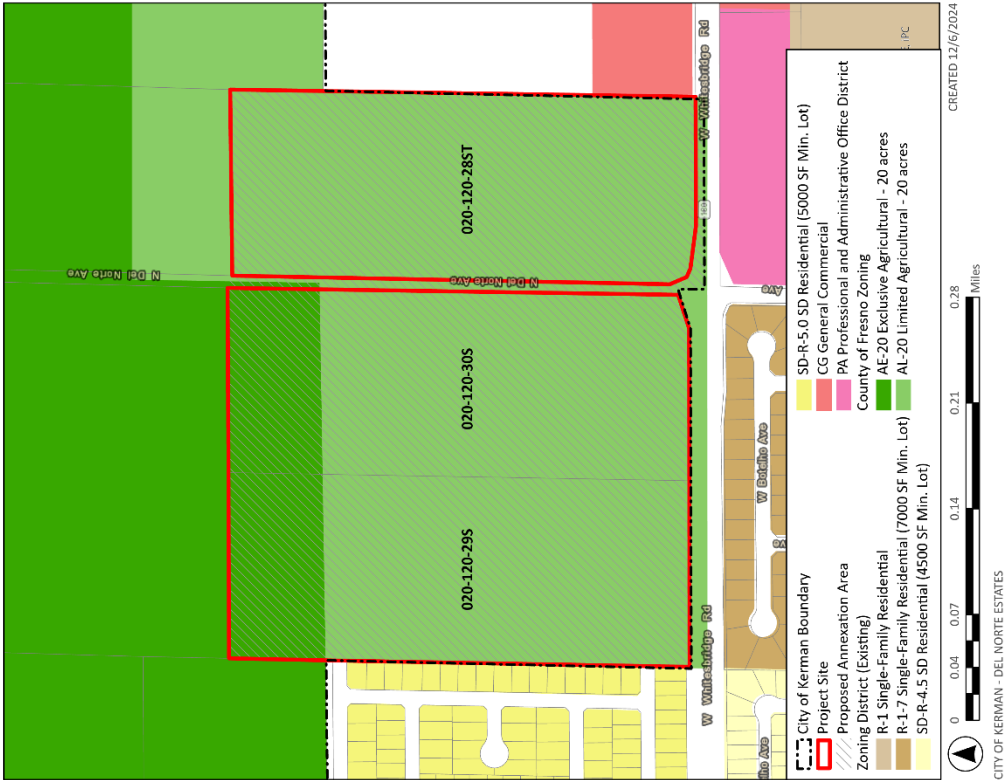 020-120-28ST
020-120-30S
020-120-29S
N Del Norte Ave
N Del Norte Ave
W Whitesbridge Rd
W Whitesbridge Rd
180
W Botelho Ave
Ave
Ave
City of Kerman Boundary
Project Site
Proposed Annexation Area
Zoning District (Existing)
R-1 Single-Family Residential
R-1-7 Single-Family Residential (7000 SF Min. Lot)
SD-R-4.5 SD Residential (4500 SF Min. Lot)
SD-R-5.0 SD Residential (5000 SF Min. Lot)
CG General Commercial
PA Professional and Administrative Office District
County of Fresno Zoning
AE-20 Exclusive Agricultural - 20 acres
AL-20 Limited Agricultural - 20 acres
0 0.04 0.07 0.14 0.21 0.28
Miles
CITY OF KERMAN - DEL NORTE ESTATES
CREATED 12/6/2024